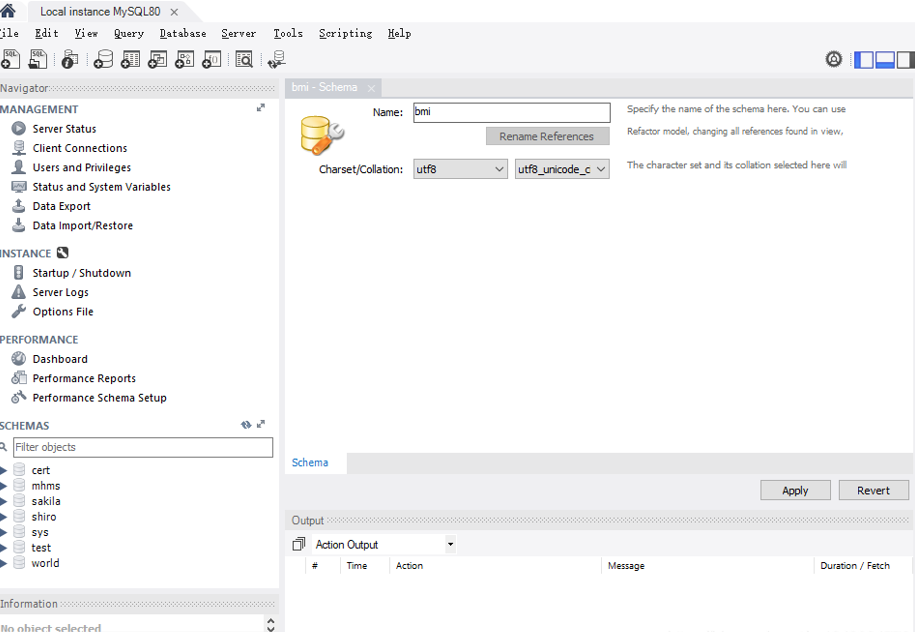 Local instance MySQL80
ile Edit View Query Database Server Tools Scripting Help
Navigator
MANAGEMENT
Server Status
Client Connections
Users and Privileges
Status and System Variables
Data Export
Data Import/Restore
INSTANCE
Startup / Shutdown
Server Logs
Options File
PERFORMANCE
Dashboard
Performance Reports
Performance Schema Setup
SCHEMAS
Filter objects
cert
mhms
sakila
shiro
sys
test
world
Information
No object selected
bmi - Schema
Name: bmi
Specify the name of the schema here. You can use
Rename References
Refactor model, changing all references found in view,
Charset/Collation: utf8 utf8_unicode_c
The character set and its collation selected here will
Schema
Apply Revert
Output
Action Output
# Time Action Message Duration / Fetch